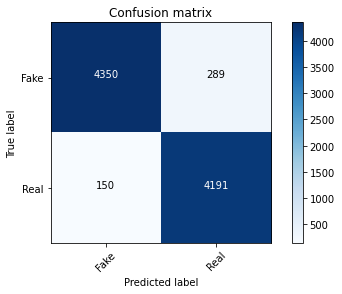 Confusion matrix
Fake
4350
289
Real
150
4191
Fake
Real
True label
Predicted label
4000
3500
3000
2500
2000
1500
1000
500